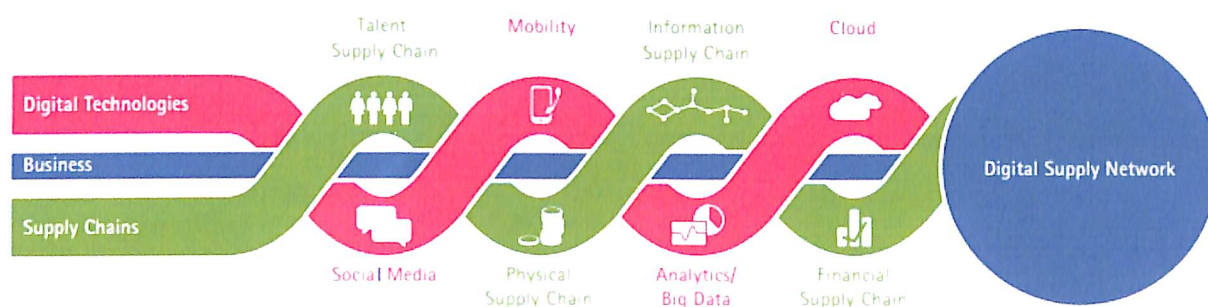 Talent
Supply Chain
Mobility
Information
Supply Chain
Cloud
Digital Technologies
Business
Supply Chains
Digital Supply Network
Social Media
Physical
Supply Chain
Analytics/
Big Data
Financial
Supply Chain